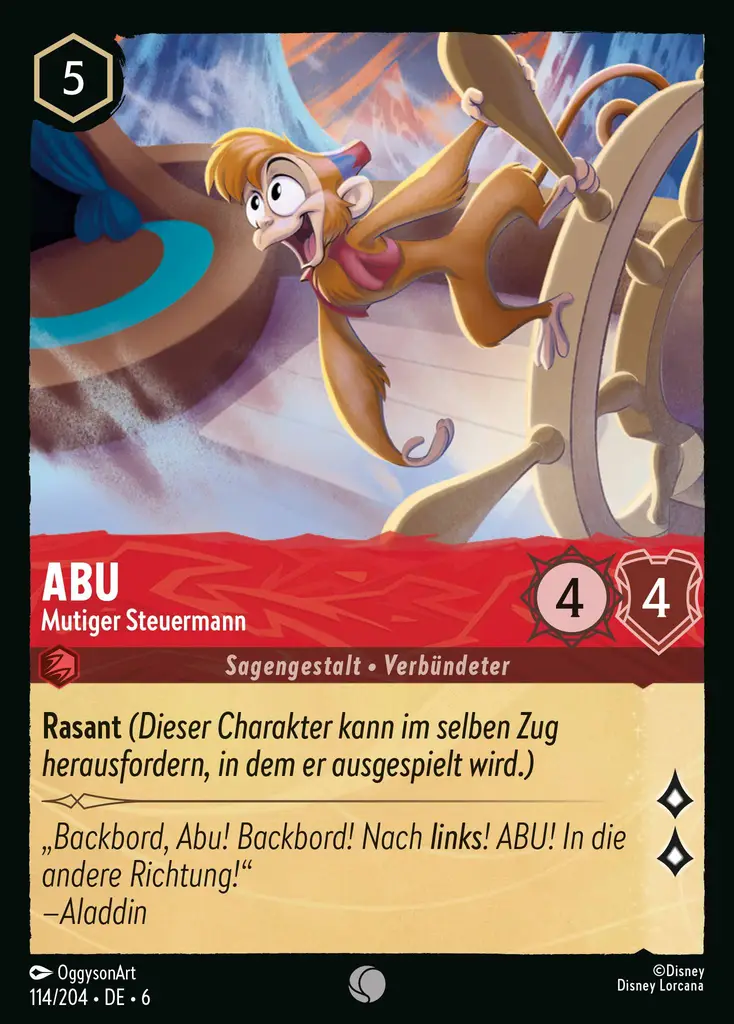 5
ABU
Mutiger Steuermann
4
4
Sagengestalt • Verbündeter
Rasant (Dieser Charakter kann im selben Zug
herausfordern, in dem er ausgespielt wird.)
„Backbord, Abu! Backbord! Nach links! ABU! In die
andere Richtung!“
–Aladdin
OggysonArt
114/204 • DE • 6
©Disney
Disney Lorcana